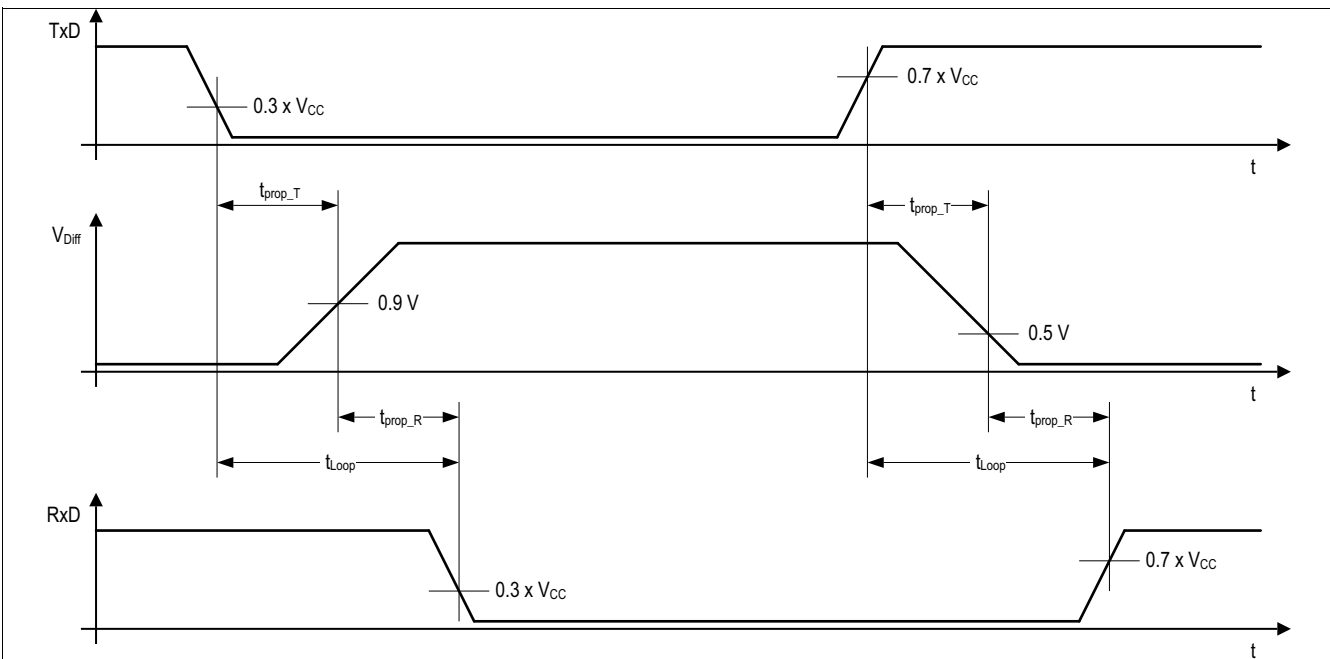 TxD
0.3 x VCC
0.7 x VCC
t
tprop_T
tprop_T
VDiff
0.9 V
0.5 V
t
tprop_R
tprop_R
tLoop
tLoop
RxD
0.3 x VCC
0.7 x VCC
t